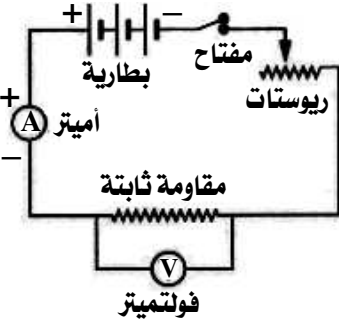 + −
مفتاح
بطارية
ريوستات
+
A أميتر
−
مقاومة ثابتة
V
فولتميتر